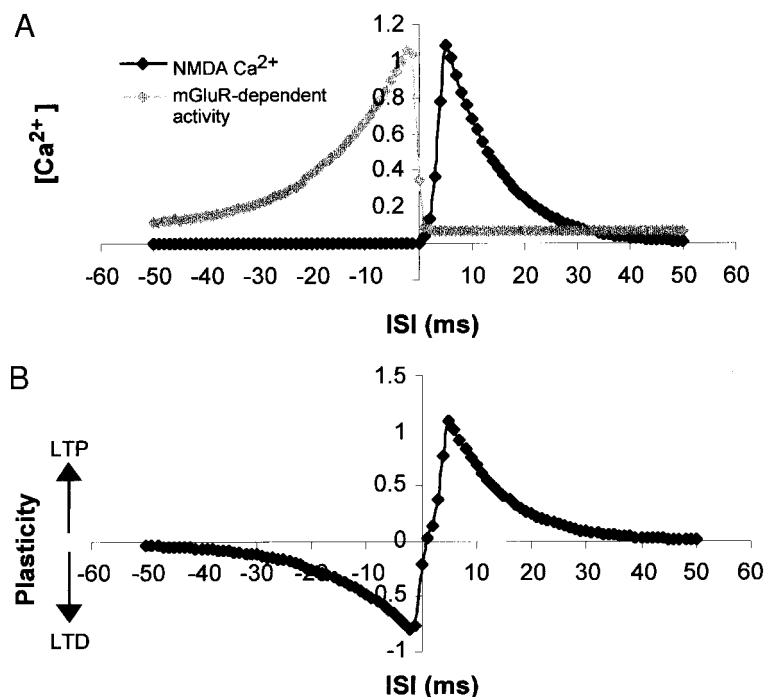 A
NMDA Ca2+
mGluR-dependent
activity
[Ca2+]
1.2
1
0.8
0.6
0.4
0.2
-60 -50 -40 -30 -20 -10 0 10 20 30 40 50 60
ISI (ms)
B
LTP
Plasticity
LTD
1.5
1
0.5
0
-60 -50 -40 -30 -20 -10 10 20 30 40 50 60
0.5
-1
ISI (ms)